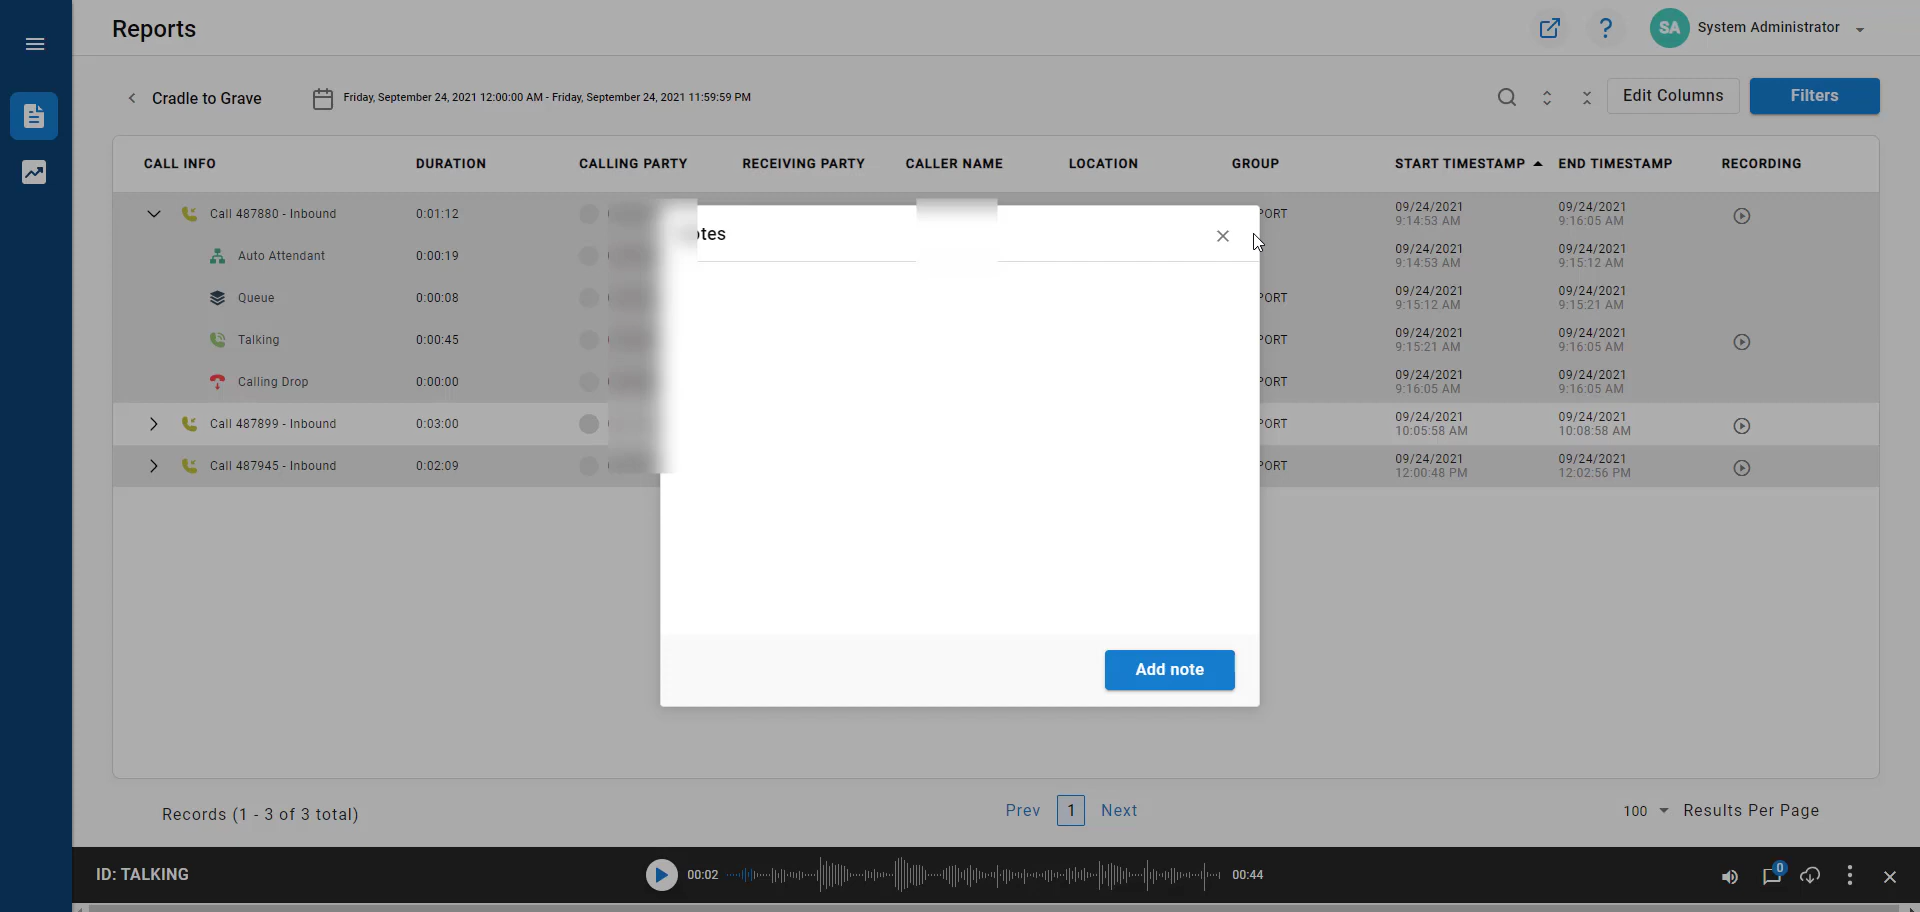 Reports
SA System Administrator
Cradle to Grave
Friday, September 24, 2021 12:00:00 AM - Friday, September 24, 2021 11:59:59 PM
Edit Columns
Filters
CALL INFO DURATION CALLING PARTY RECEIVING PARTY CALLER NAME LOCATION GROUP START TIMESTAMP END TIMESTAMP RECORDING
Call 487880 - Inbound 0:01:12 PORT 09/24/2021 09/24/2021
9:14:53 AM 9:16:05 AM
Auto Attendant 0:00:19 09/24/2021 09/24/2021
9:14:53 AM 9:15:12 AM
Queue 0:00:08 PORT 09/24/2021 09/24/2021
9:15:12 AM 9:15:21 AM
Talking 0:00:45 PORT 09/24/2021 09/24/2021
9:15:21 AM 9:16:05 AM
Calling Drop 0:00:00 PORT 09/24/2021 09/24/2021
9:16:05 AM 9:16:05 AM
Call 487899 - Inbound 0:03:00 PORT 09/24/2021 09/24/2021
10:05:58 AM 10:08:58 AM
Call 487945 - Inbound 0:02:09 PORT 09/24/2021 09/24/2021
12:00:48 PM 12:02:56 PM
otes
Add note
Records (1 - 3 of 3 total)
Prev 1 Next
100 Results Per Page
ID: TALKING
00:02
00:44
0